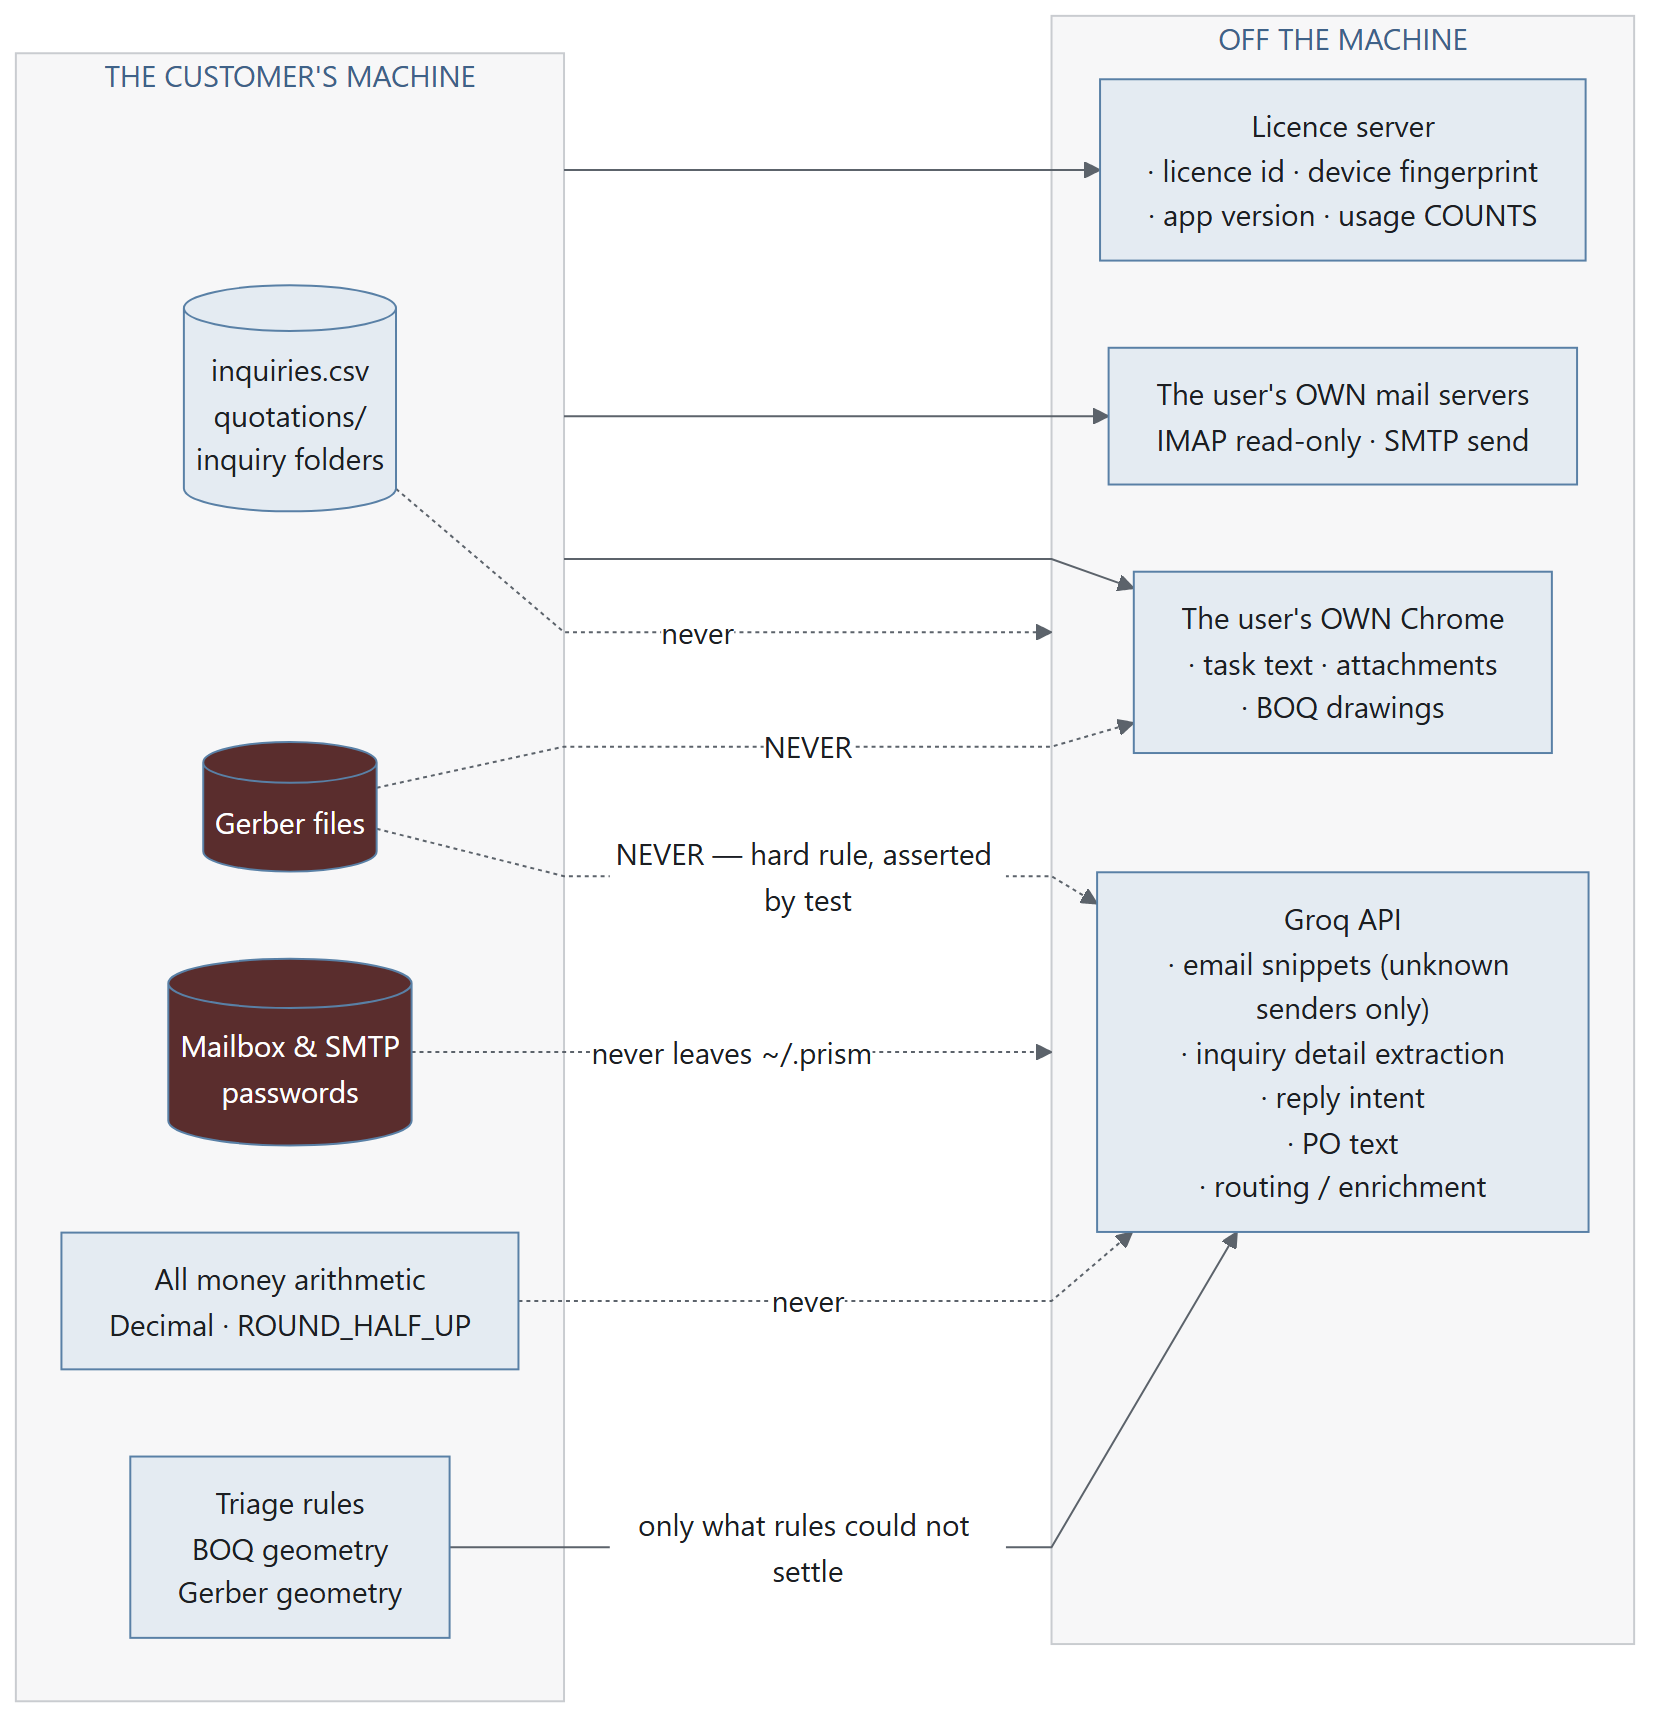 THE CUSTOMER'S MACHINE
inquiries.csv
quotations/
inquiry folders
Gerber files
Mailbox & SMTP
passwords
All money arithmetic
Decimal · ROUND_HALF_UP
Triage rules
BOQ geometry
Gerber geometry
never
NEVER
NEVER — hard rule, asserted
by test
never leaves ~/.prism
never
only what rules could not
settle
OFF THE MACHINE
Licence server
· licence id · device fingerprint
· app version · usage COUNTS
The user's OWN mail servers
IMAP read-only · SMTP send
The user's OWN Chrome
· task text · attachments
· BOQ drawings
Groq API
· email snippets (unknown
senders only)
· inquiry detail extraction
· reply intent
· PO text
· routing / enrichment